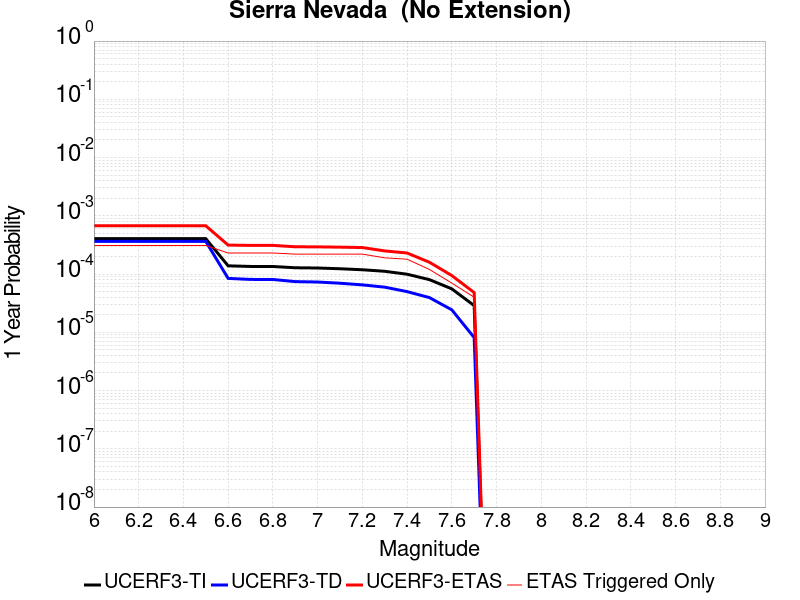 Sierra Nevada  (No Extension)
10^0
10^-1
10^-2
10^-3
10^-4
10^-5
10^-6
10^-7
10^-8
1 Year Probability
6 6.2 6.4 6.6 6.8 7 7.2 7.4 7.6 7.8 8 8.2 8.4 8.6 8.8 9
Magnitude
UCERF3-TI UCERF3-TD UCERF3-ETAS ETAS Triggered Only